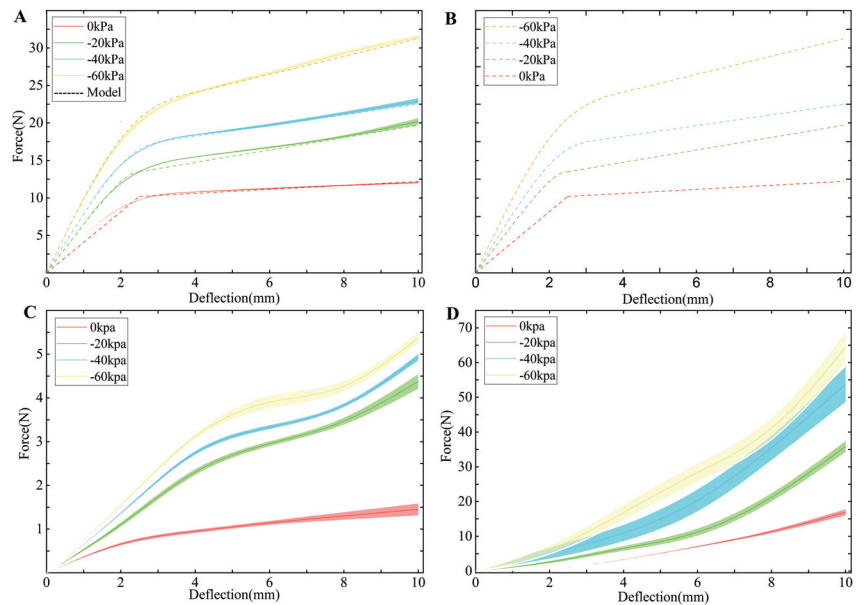 A
0kPa
-20kPa
-40kPa
-60kPa
Model
Force(N)
30
25
20
15
10
5
0 2 4 6 8 10
Deflection(mm)
B
-60kPa
-40kPa
-20kPa
0kPa
0 2 4 6 8 10
Deflection(mm)
C
0kpa
-20kpa
-40kpa
-60kpa
Force(N)
5
4
3
2
1
0 2 4 6 8 10
Deflection(mm)
D
0kpa
-20kpa
-40kpa
-60kpa
Force(N)
70
60
50
40
30
20
10
0
0 2 4 6 8 10
Deflection(mm)